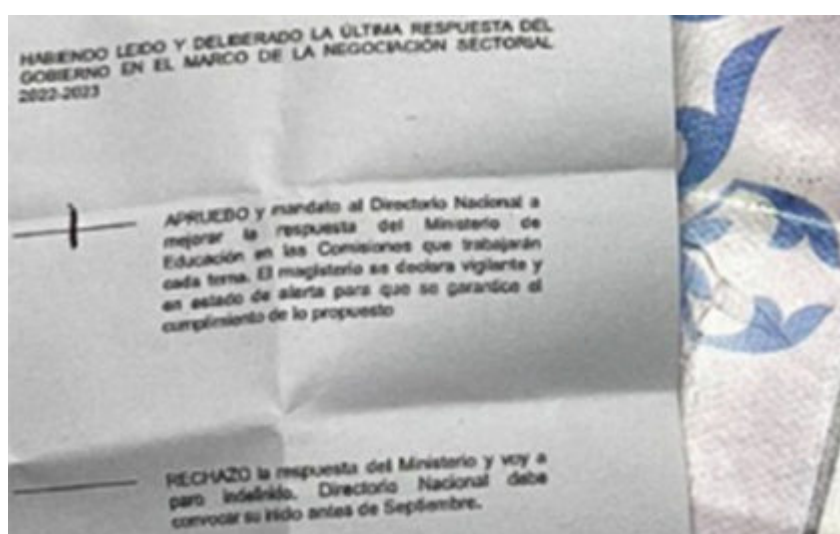 HABIENDO LEIDO Y DELIBERADO LA ÚLTIMA RESPUESTA DEL
GOBIERNO EN EL MARCO DE LA NEGOCIACIÓN SECTORIAL
2022-2023
APRUEBO y mandato al Directorio Nacional a
mejorar la respuesta del Ministerio de
Educación en las Comisiones que trabajarán
cada tema. El magisterio se declara vigilante y
en estado de alerta para que se garantice el
cumplimiento de lo propuesto
RECHAZO la respuesta del Ministerio y voy a
paro indefinido. Directorio Nacional debe
convocar su inicio antes de Septiembre.